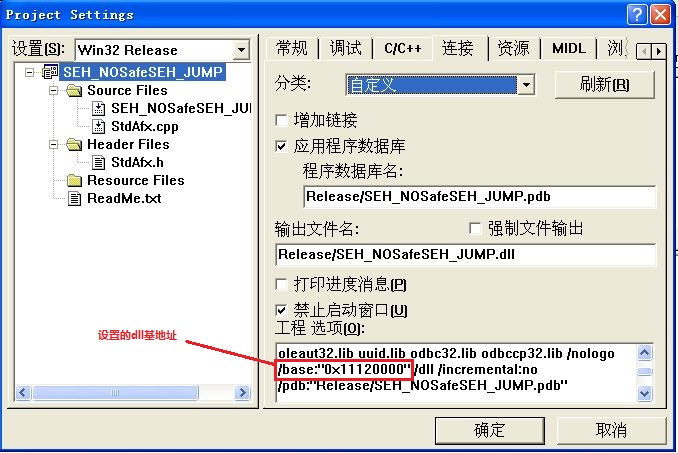 Project Settings
设置(S):
Win32 Release
SEH_NOSafeSEH_JUMP
Source Files
SEH_NOSafeSEH_JU
StdAfx.cpp
Header Files
StdAfx.h
Resource Files
ReadMe.txt
设置的dll基地址
常规 调试 C/C++ 连接 资源 MIDL 浏
分类:
自定义
刷新(R)
增加链接
应用程序数据库
程序数据库名:
Release/SEH_NOSafeSEH_JUMP.pdb
输出文件名:
强制文件输出
Release/SEH_NOSafeSEH_JUMP.dll
打印进度消息(P)
禁止启动窗口(U)
工程 选项(O):
oleaut32.lib uuid.lib odbc32.lib odbccp32.lib /nologo
/base:"0x11120000" /dll /incremental:no
/pdb:"Release/SEH_NOSafeSEH_JUMP.pdb"
确定
取消